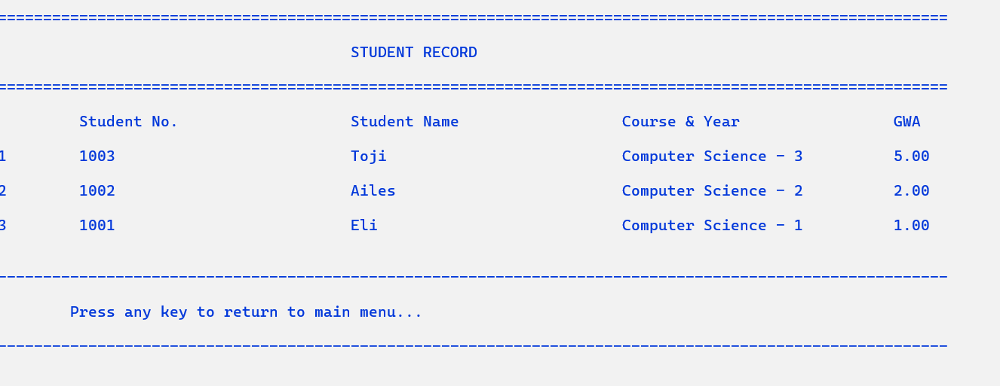 STUDENT RECORD
Student No. Student Name Course & Year GWA
1 1003 Toji Computer Science - 3 5.00
2 1002 Ailes Computer Science - 2 2.00
3 1001 Eli Computer Science - 1 1.00
Press any key to return to main menu...